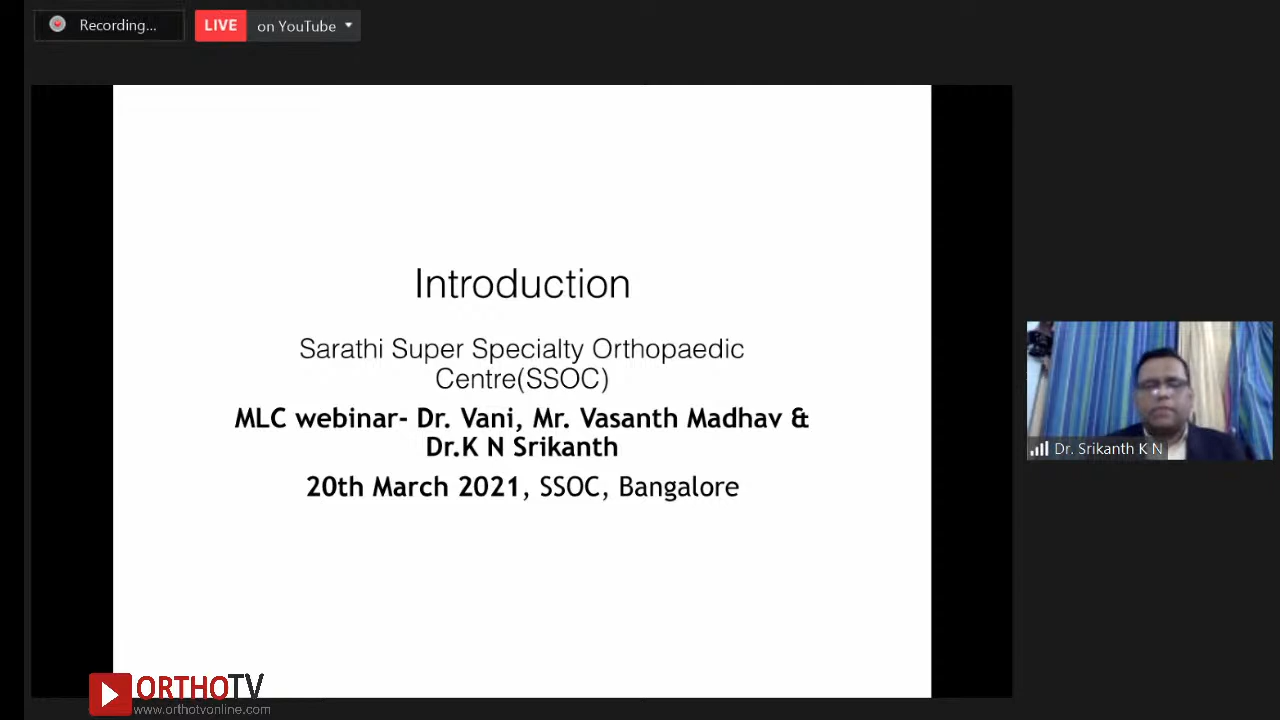 Recording...
LIVE on YouTube
Introduction
Sarathi Super Specialty Orthopaedic
Centre(SSOC)
MLC webinar- Dr. Vani, Mr. Vasanth Madhav &
Dr.K N Srikanth
20th March 2021, SSOC, Bangalore
Dr. Srikanth K N
ORTHOTV
www.orthotvonline.com